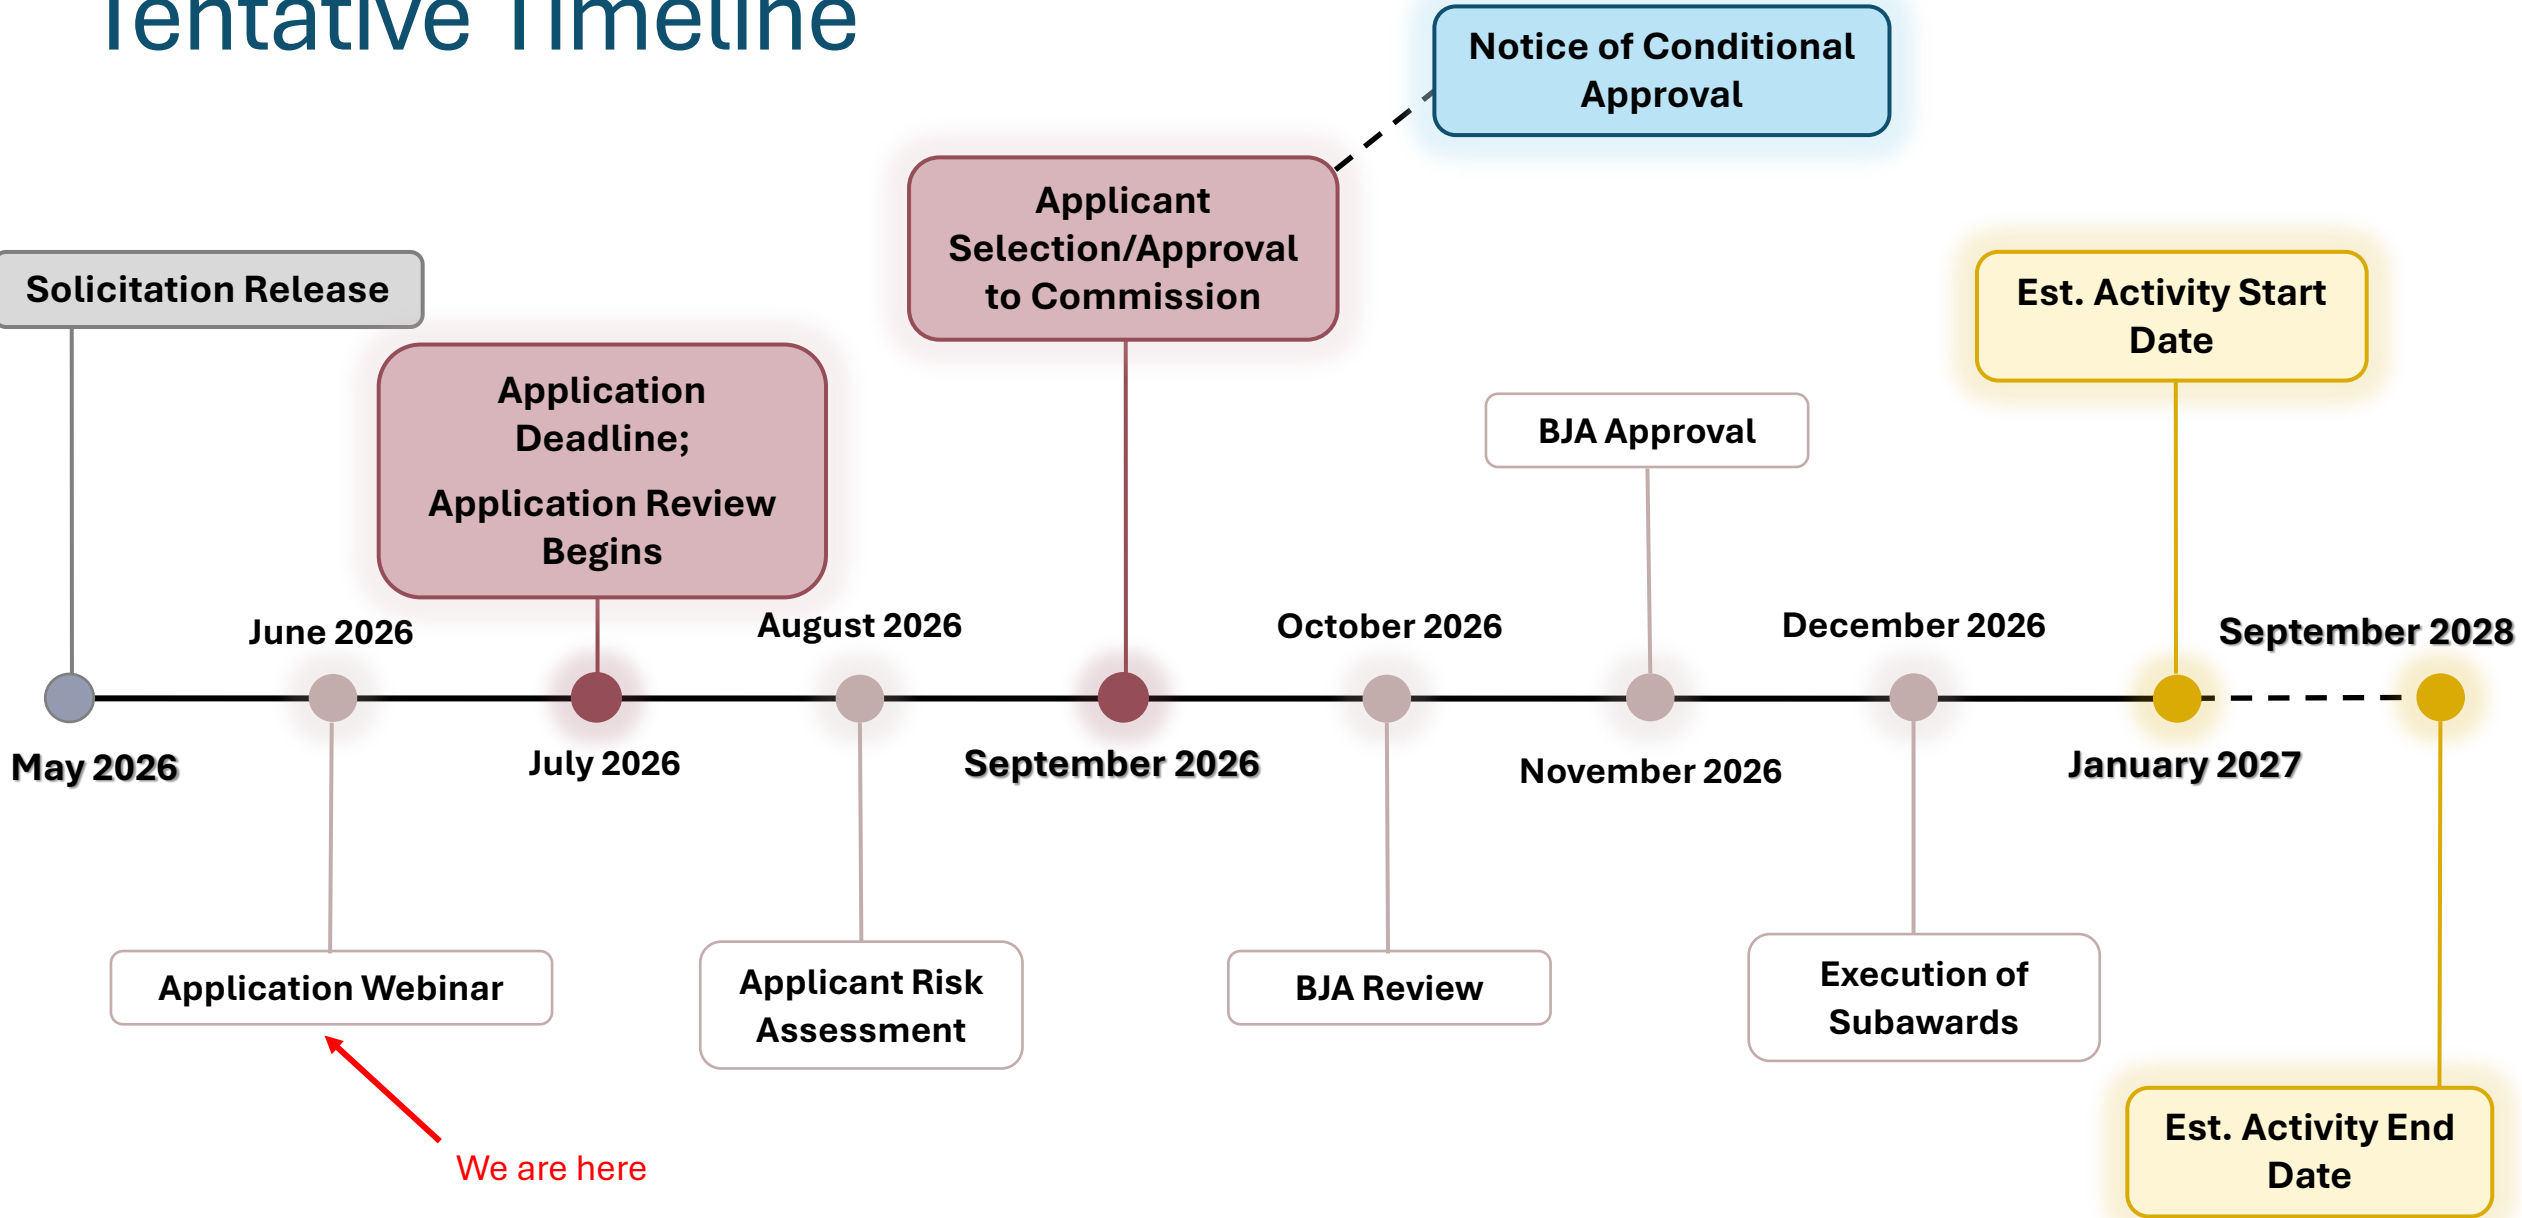 Tentative Timeline
Notice of Conditional
Approval
Applicant
Selection/Approval
to Commission
Solicitation Release
Est. Activity Start
Date
Application
Deadline;
Application Review
Begins
BJA Approval
June 2026
August 2026
October 2026
December 2026
September 2028
May 2026
July 2026
September 2026
November 2026
January 2027
Application Webinar
Applicant Risk
Assessment
BJA Review
Execution of
Subawards
We are here
Est. Activity End
Date